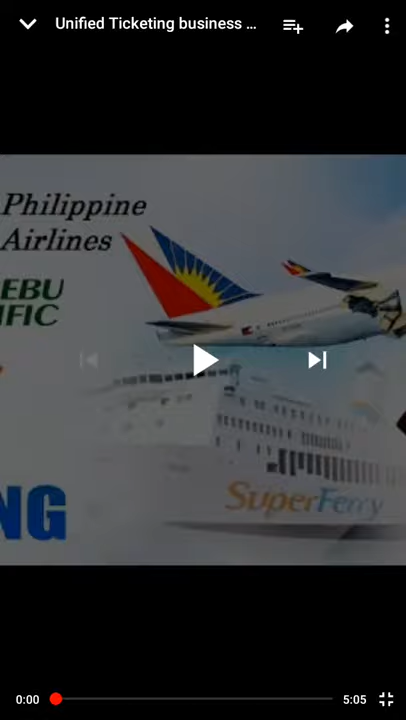 Unified Ticketing business ...
Philippine
Airlines
EBU
IFIC
NG
SuperFerry
0:00
5:05